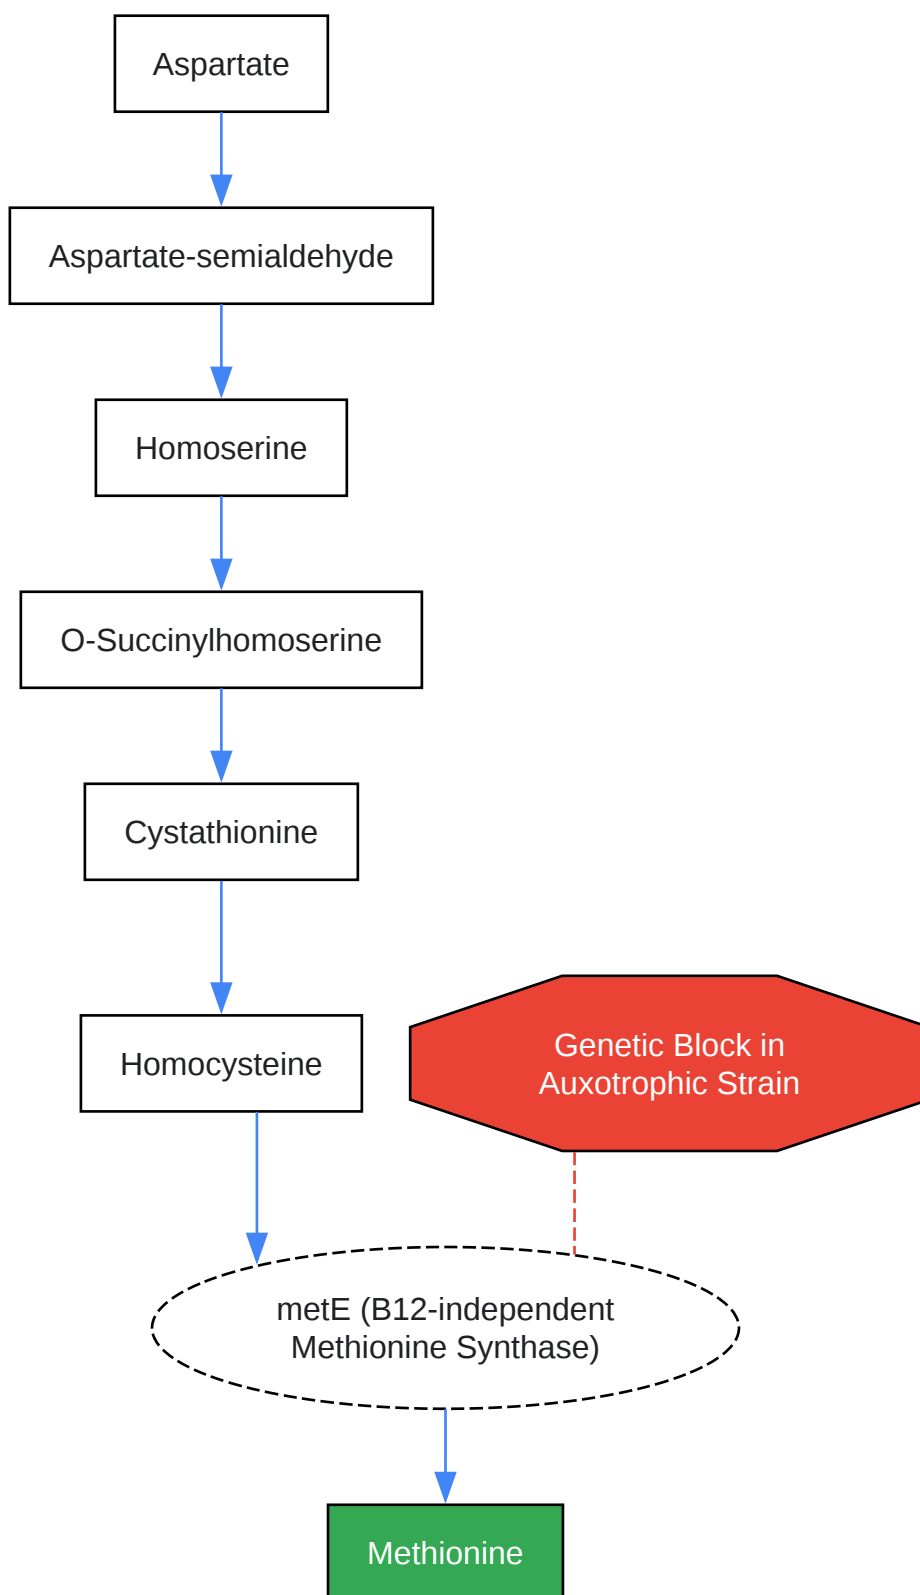 Aspartate
Aspartate-semialdehyde
Homoserine
O-Succinylhomoserine
Cystathionine
Homocysteine
Genetic Block in
Auxotrophic Strain
metE (B12-independent
Methionine Synthase)
Methionine